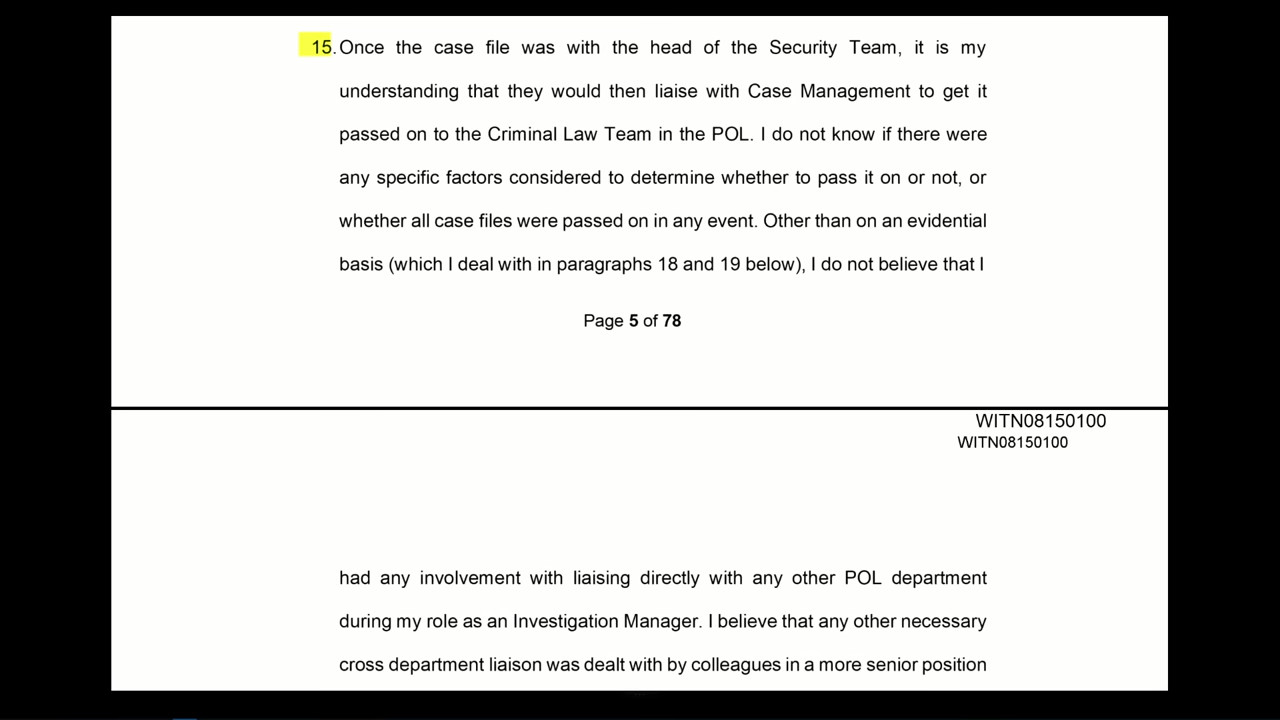 15. Once the case file was with the head of the Security Team, it is my
understanding that they would then liaise with Case Management to get it
passed on to the Criminal Law Team in the POL. I do not know if there were
any specific factors considered to determine whether to pass it on or not, or
whether all case files were passed on in any event. Other than on an evidential
basis (which I deal with in paragraphs 18 and 19 below), I do not believe that I
Page 5 of 78
WITN08150100
WITN08150100
had any involvement with liaising directly with any other POL department
during my role as an Investigation Manager. I believe that any other necessary
cross department liaison was dealt with by colleagues in a more senior position